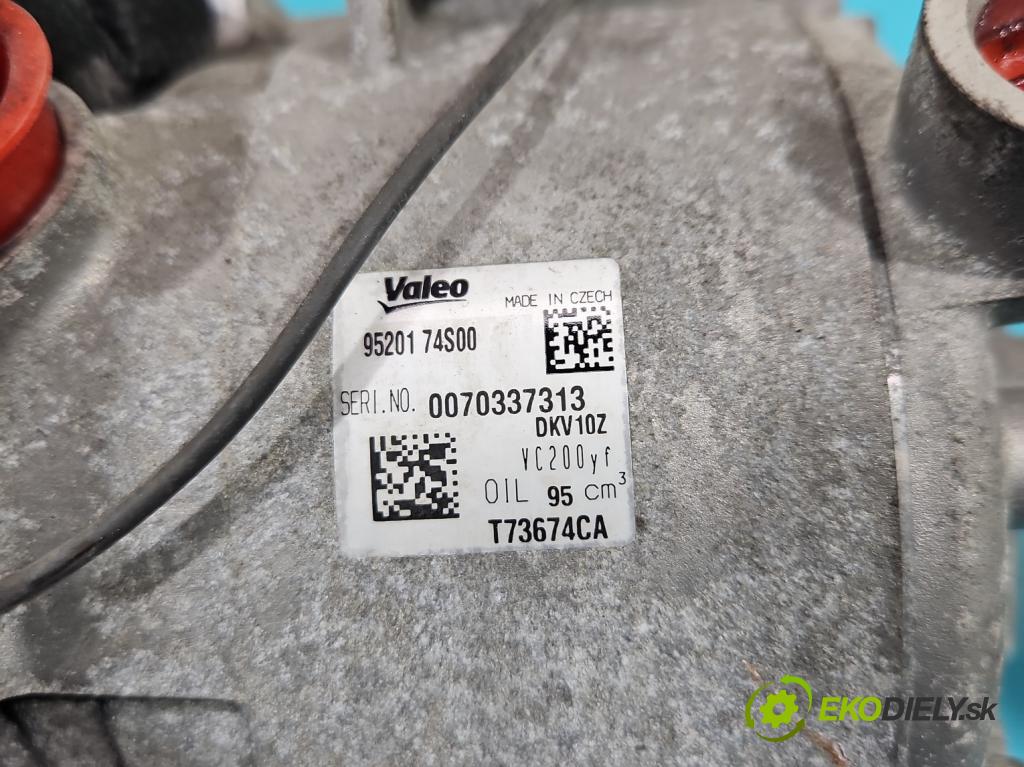 Valeo
MADE IN CZECH
95201 74S00
SERI.NO. 0070337313
DKV10Z
VC200yf
OIL 95 cm³
T73674CA
EKODIELY.sk